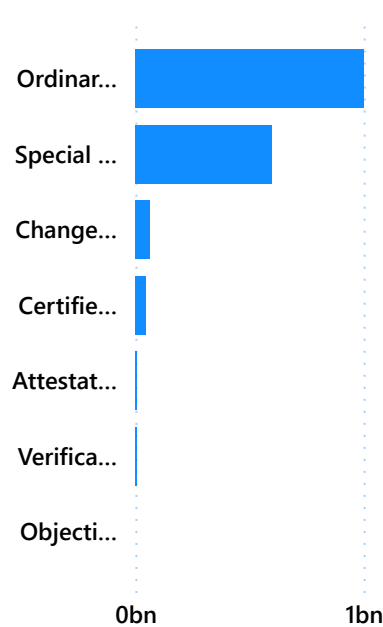 Ordinar...
Special ...
Change...
Certifie...
Attestat...
Verifica...
Objecti...
0bn 1bn